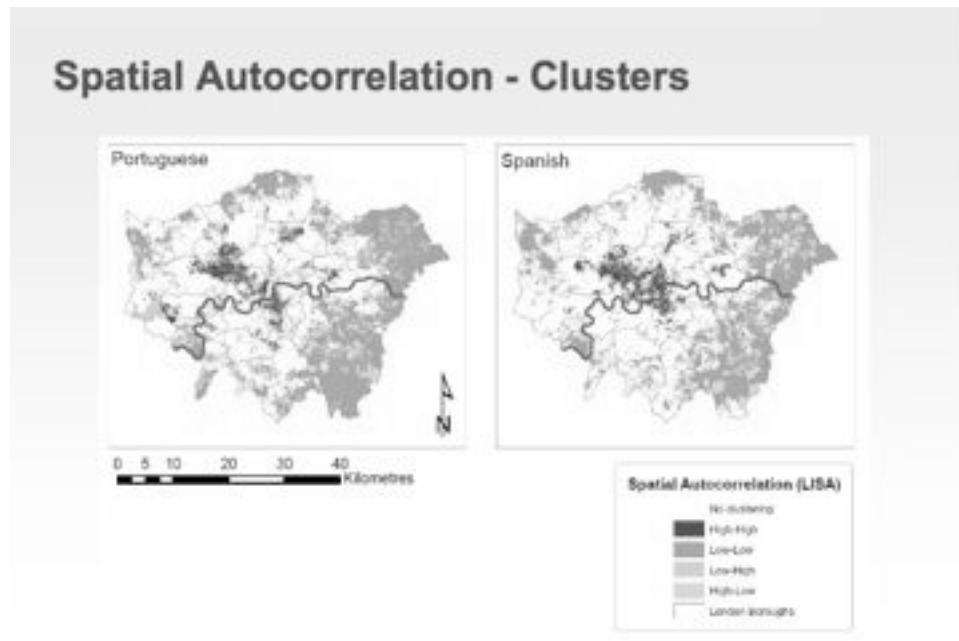 Spatial Autocorrelation - Clusters
Portuguese
Spanish
N
0 5 10 20 30 40
Kilometres
Spatial Autocorrelation (LISA)
No clustering
High-High
Low-Low
Low-High
High-Low
London Boroughs